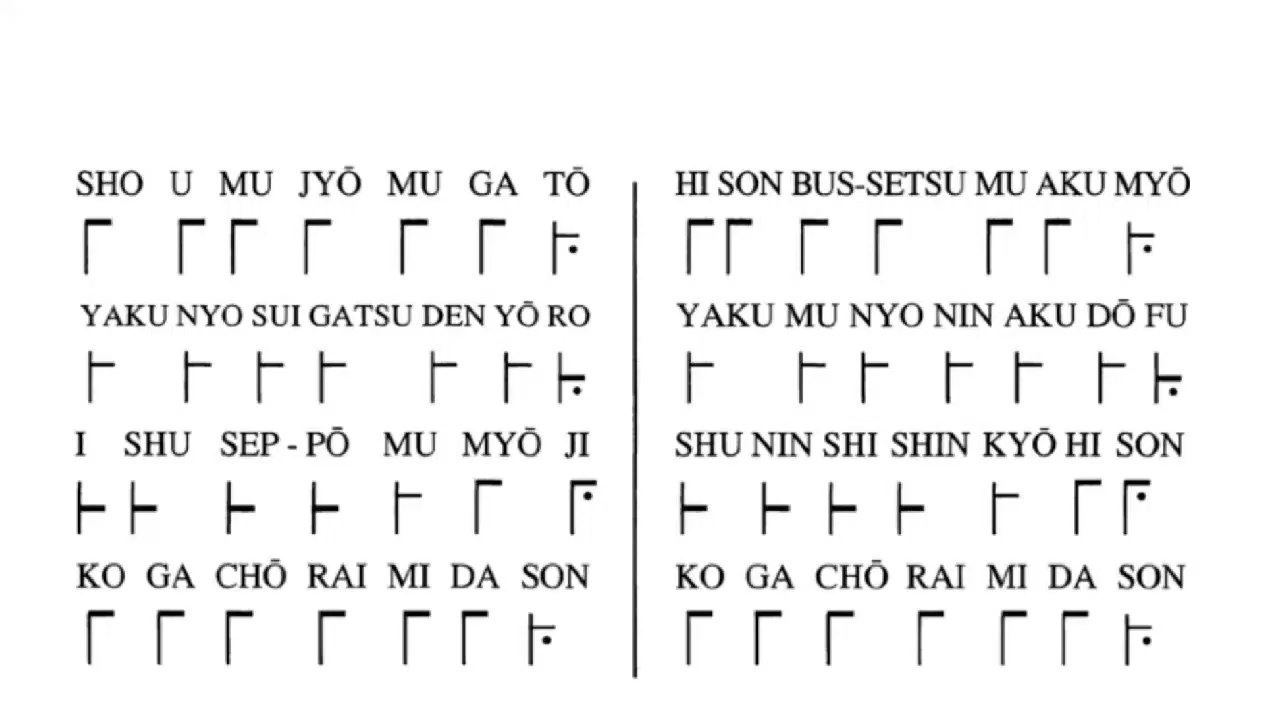 SHO U MU JYŌ MU GA TŌ
YAKU NYO SUI GATSU DEN YŌ RO
I SHU SEP - PŌ MU MYŌ JI
KO GA CHŌ RAI MI DA SON
HI SON BUS-SETSU MU AKU MYŌ
YAKU MU NYO NIN AKU DŌ FU
SHU NIN SHI SHIN KYŌ HI SON
KO GA CHŌ RAI MI DA SON